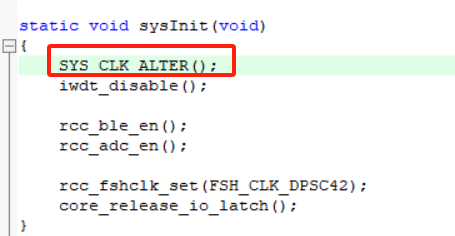 static void sysInit(void)
{
SYS_CLK_ALTER();
iwdt_disable();
rcc_ble_en();
rcc_adc_en();
rcc_fshclk_set(FSH_CLK_DPSC42);
core_release_io_latch();
}